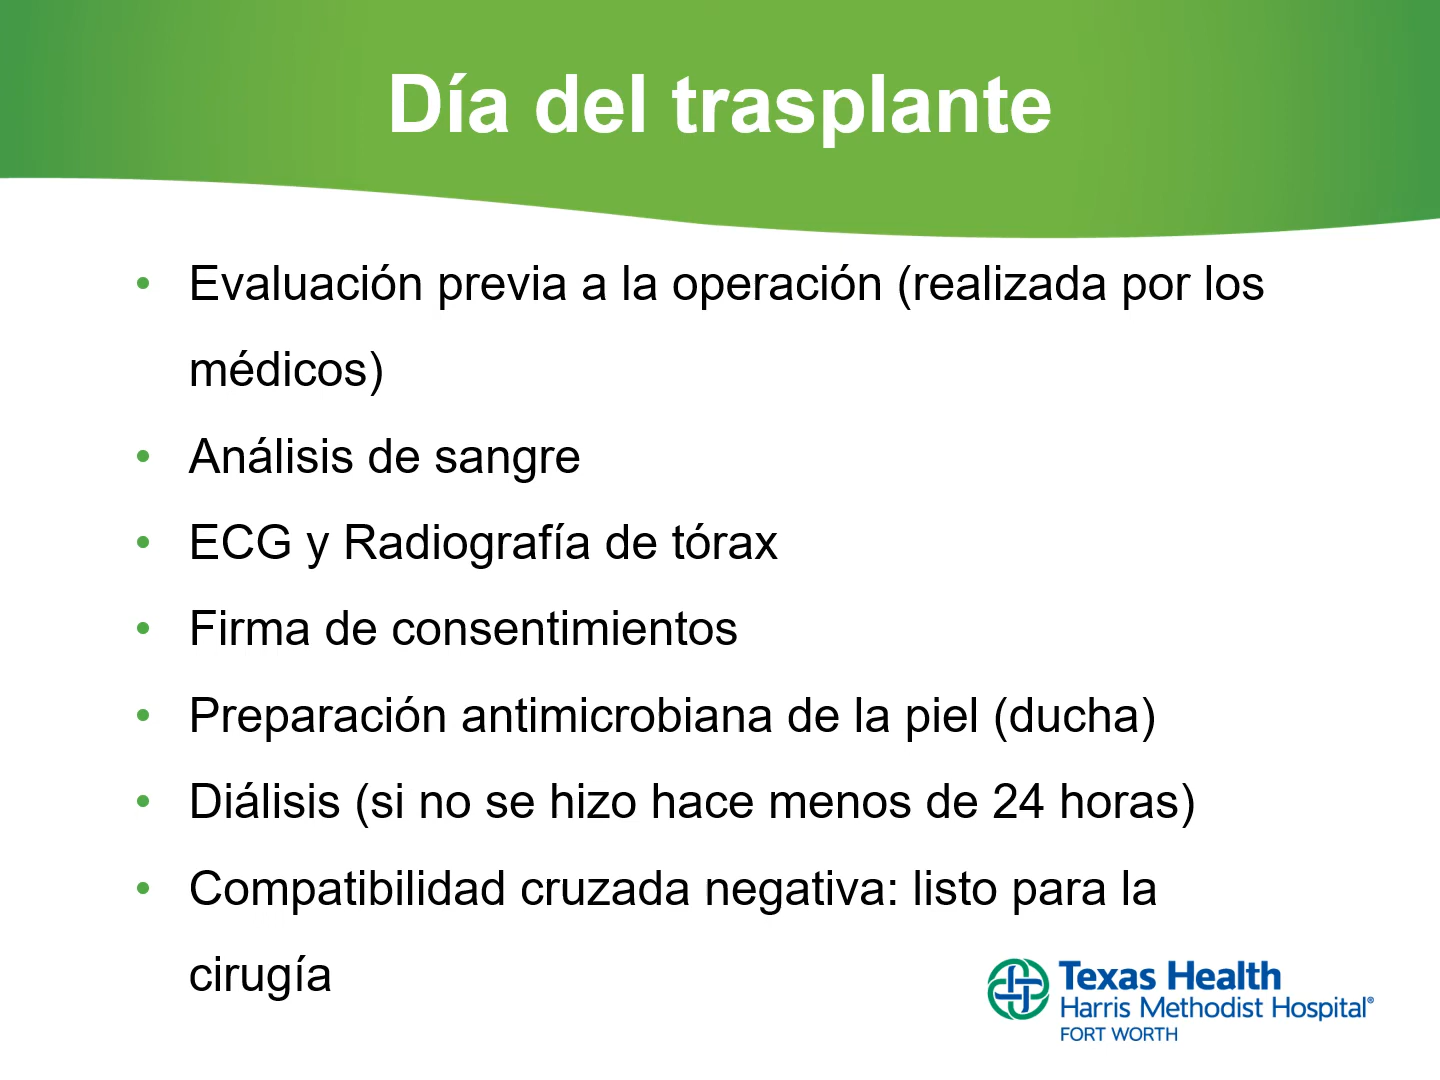 Día del trasplante
• Evaluación previa a la operación (realizada por los
médicos)
• Análisis de sangre
• ECG y Radiografía de tórax
• Firma de consentimientos
• Preparación antimicrobiana de la piel (ducha)
• Diálisis (si no se hizo hace menos de 24 horas)
• Compatibilidad cruzada negativa: listo para la
cirugía
Texas Health
Harris Methodist Hospital®
FORT WORTH